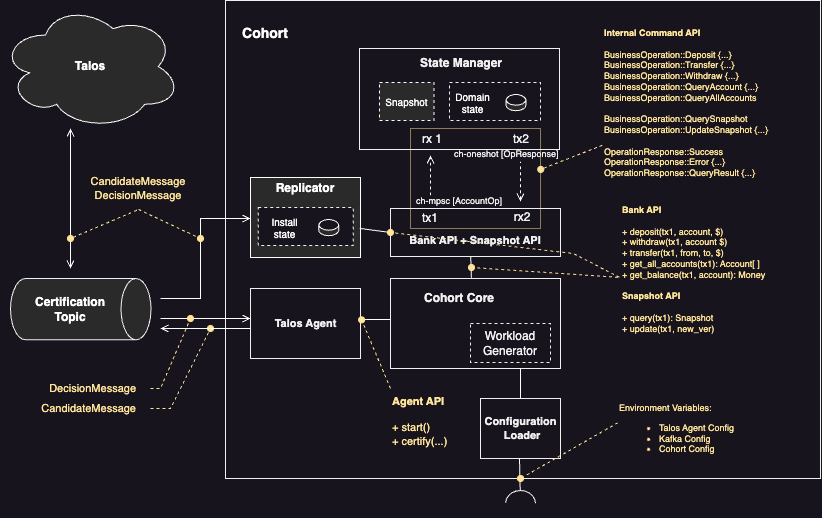 Talos
CandidateMessage
DecisionMessage
Certification
Topic
DecisionMessage
CandidateMessage
Cohort
State Manager
Snapshot
Domain
state
rx 1
tx2
ch-oneshot [OpResponse]
ch-mpsc [AccountOp]
tx1
rx2
Bank API + Snapshot API
Replicator
Install
state
Talos Agent
Cohort Core
Workload
Generator
Agent API
+ start()
+ certify(...)
Configuration
Loader
Internal Command API
BusinessOperation::Deposit {...}
BusinessOperation::Transfer {...}
BusinessOperation::Withdraw {...}
BusinessOperation::QueryAccount {...}
BusinessOperation::QueryAllAccounts
BusinessOperation::QuerySnapshot
BusinessOperation::UpdateSnapshot {...}
OperationResponse::Success
OperationResponse::Error {...}
OperationResponse::QueryResult {...}
Bank API
+ deposit(tx1, account, $)
+ withdraw(tx1, account $)
+ transfer(tx1, from, to, $)
+ get_all_accounts(tx1): Account[ ]
+ get_balance(tx1, account): Money
Snapshot API
+ query(tx1): Snapshot
+ update(tx1, new_ver)
Environment Variables:
• Talos Agent Config
• Kafka Config
• Cohort Config